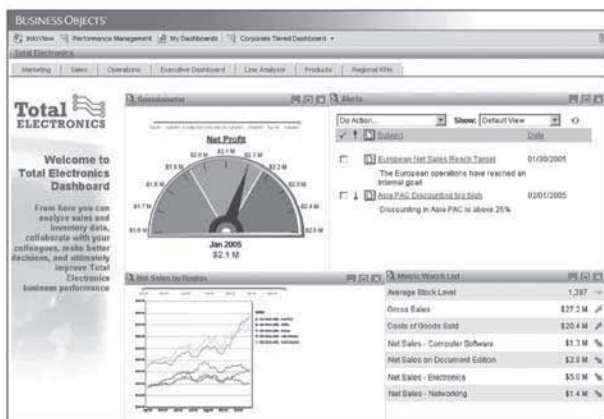 BUSINESS OBJECTS
InfoView Performance Management My Dashboards Corporate Tiered Dashboard
Total Electronics
Marketing Sales Operations Executive Dashboard Line Analysis Products Regional KPIs
Total
ELECTRONICS
Welcome to
Total Electronics
Dashboard
From here you can
analyze sales and
inventory data,
collaborate with your
colleagues, make better
decisions, and ultimately
improve Total
Electronics
business performance
Speedometer
Net Profit
$2.0 M $2.1 M
$1.9 M $2.2 M
$2.3 M
$1.7 M $2.4 M
Jan 2005
$2.1 M
Alerts
Do Action... Show: Default View
Subject Date
European Net Sales Reach Target 01/30/2005
The European operations have reached an
internal goal
Asia PAC Discounting too high 02/01/2005
Discounting in Asia PAC is above 25%
Net Sales by Region
Metric Watch List
Average Stock Level 1,397
Gross Sales $27.2 M
Costs of Goods Sold $20.4 M
Net Sales - Computer Software $1.3 M
Net Sales on Document Edition
Net Sales - Electronics $5.0 M
Net Sales - Networking $1.4 M